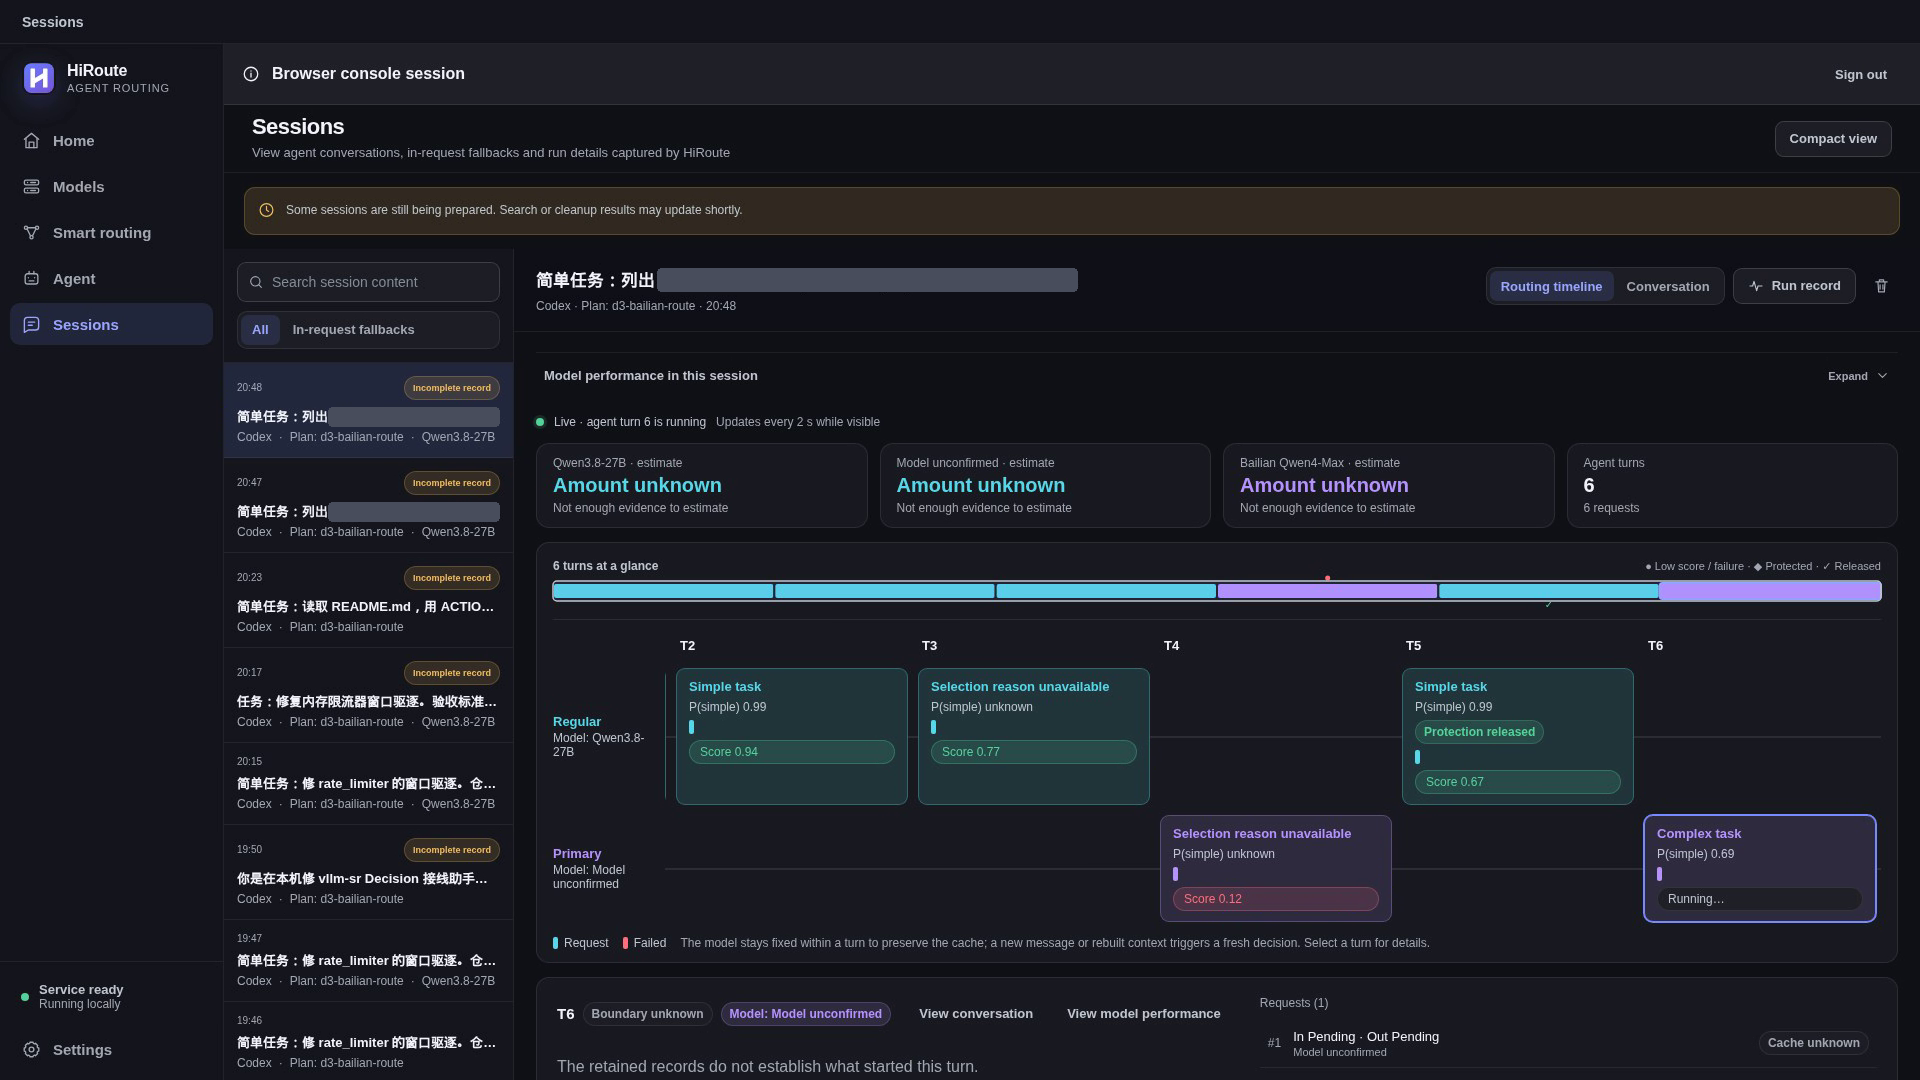 Sessions
HiRoute
AGENT ROUTING
Home
Models
Smart routing
Agent
Sessions
Service ready
Running locally
Settings
Browser console session
Sign out
Sessions
View agent conversations, in-request fallbacks and run details captured by HiRoute
Compact view
Some sessions are still being prepared. Search or cleanup results may update shortly.
Search session content
All
In-request fallbacks
20:48
Incomplete record
简单任务：列出
Codex · Plan: d3-bailian-route · Qwen3.8-27B
20:47
Incomplete record
简单任务：列出
Codex · Plan: d3-bailian-route · Qwen3.8-27B
20:23
Incomplete record
简单任务：读取 README.md，用 ACTIO…
Codex · Plan: d3-bailian-route
20:17
Incomplete record
任务：修复内存限流器窗口驱逐。验收标准…
Codex · Plan: d3-bailian-route · Qwen3.8-27B
20:15
简单任务：修 rate_limiter 的窗口驱逐。仓…
Codex · Plan: d3-bailian-route · Qwen3.8-27B
19:50
Incomplete record
你是在本机修 vllm-sr Decision 接线助手…
Codex · Plan: d3-bailian-route
19:47
简单任务：修 rate_limiter 的窗口驱逐。仓…
Codex · Plan: d3-bailian-route · Qwen3.8-27B
19:46
简单任务：修 rate_limiter 的窗口驱逐。仓…
Codex · Plan: d3-bailian-route
简单任务：列出
Codex · Plan: d3-bailian-route · 20:48
Routing timeline
Conversation
Run record
Model performance in this session
Expand
Live · agent turn 6 is running Updates every 2 s while visible
Qwen3.8-27B · estimate
Amount unknown
Not enough evidence to estimate
Model unconfirmed · estimate
Amount unknown
Not enough evidence to estimate
Bailian Qwen4-Max · estimate
Amount unknown
Not enough evidence to estimate
Agent turns
6
6 requests
6 turns at a glance
● Low score / failure · ◆ Protected · ✓ Released
✓
T2
T3
T4
T5
T6
Regular
Model: Qwen3.8-
27B
Simple task
P(simple) 0.99
Score 0.94
Selection reason unavailable
P(simple) unknown
Score 0.77
Simple task
P(simple) 0.99
Protection released
Score 0.67
Primary
Model: Model
unconfirmed
Selection reason unavailable
P(simple) unknown
Score 0.12
Complex task
P(simple) 0.69
Running…
Request
Failed
The model stays fixed within a turn to preserve the cache; a new message or rebuilt context triggers a fresh decision. Select a turn for details.
T6
Boundary unknown
Model: Model unconfirmed
View conversation
View model performance
The retained records do not establish what started this turn.
Requests (1)
#1
In Pending · Out Pending
Model unconfirmed
Cache unknown